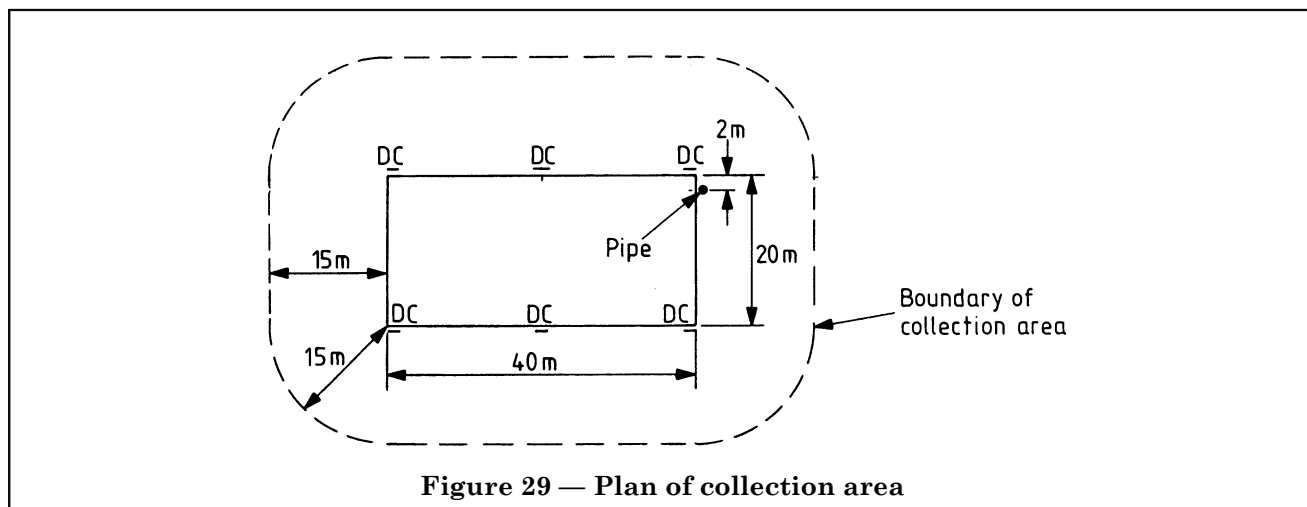 2m
DC DC DC
Pipe
20m
15m
Boundary of
collection area
DC DC DC
15m
40m
Figure 29 — Plan of collection area